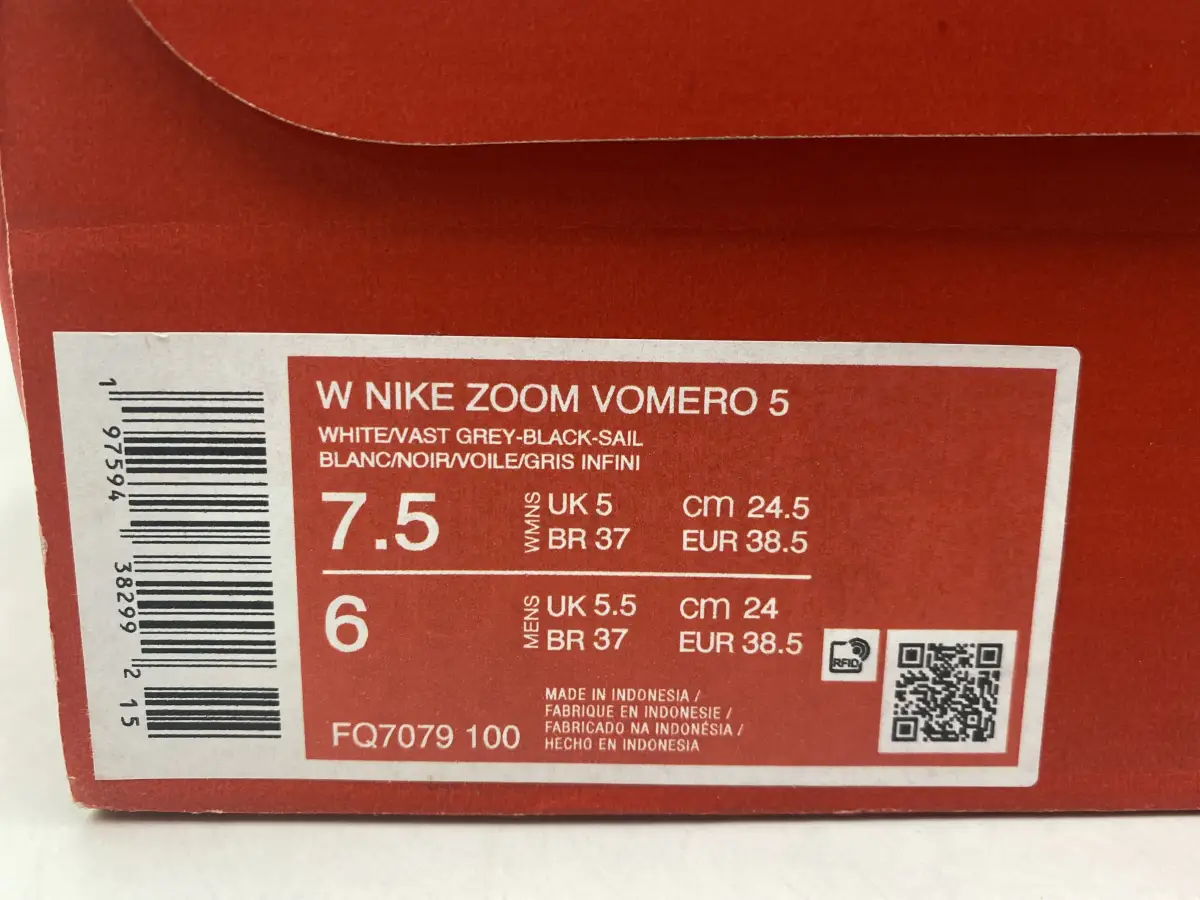 W NIKE ZOOM VOMERO 5
WHITE/VAST GREY-BLACK-SAIL
BLANC/NOIR/VOILE/GRIS INFINI
7.5 WMNS UK 5 cm 24.5
BR 37 EUR 38.5
6 MENS UK 5.5 cm 24
BR 37 EUR 38.5
RFID
FQ7079 100
MADE IN INDONESIA /
FABRIQUE EN INDONESIE /
FABRICADO NA INDONÉSIA /
HECHO EN INDONESIA
1 97594 38299 2 15